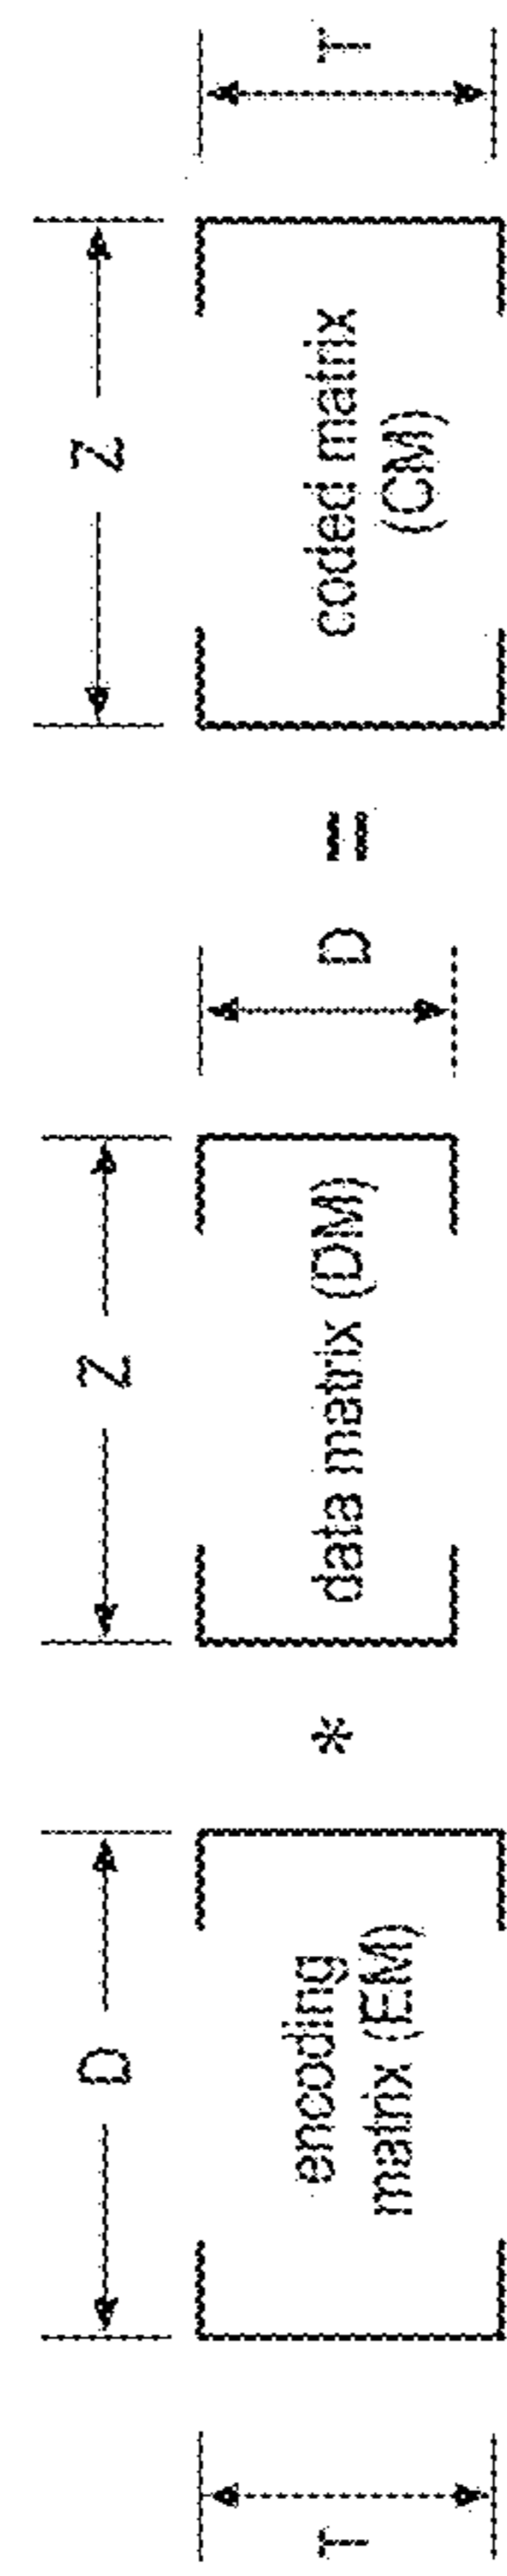 T
D
encoding
matrix (EM)
*
Z
data matrix (DM)
D
=
Z
coded matrix
(CM)
T